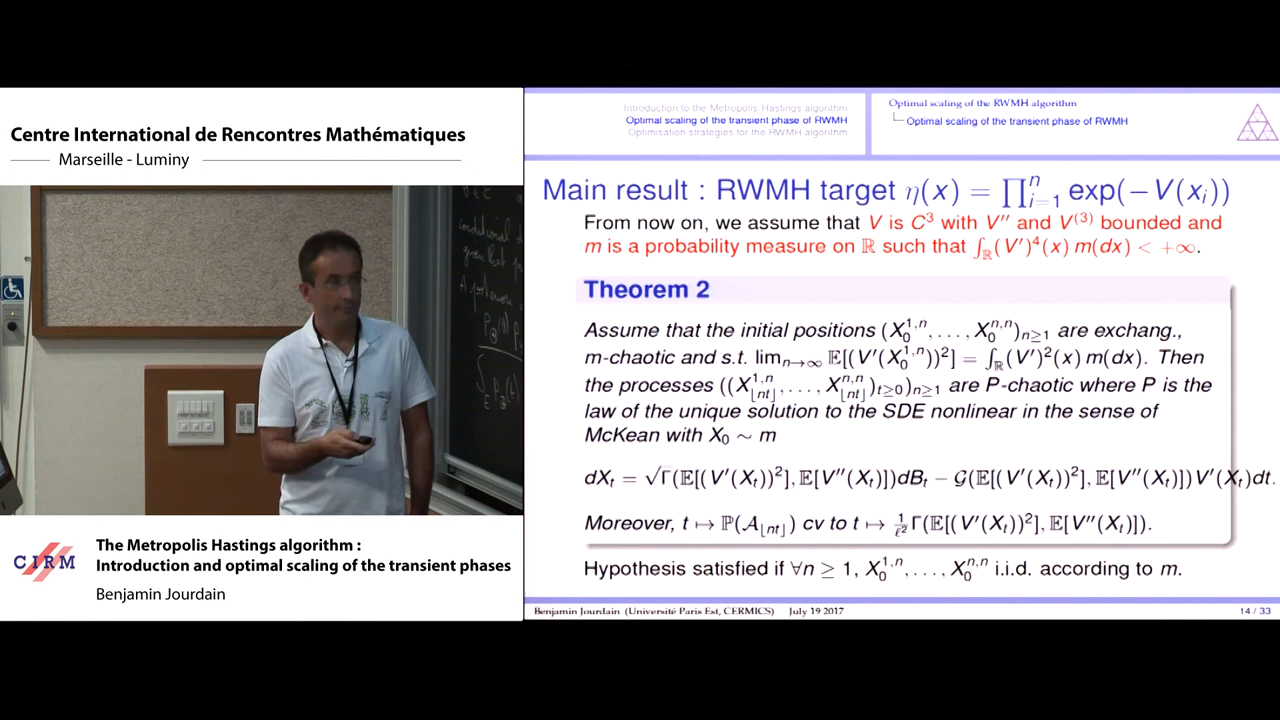 Centre International de Rencontres Mathématiques
Marseille - Luminy
The Metropolis Hastings algorithm :
Introduction and optimal scaling of the transient phases
Benjamin Jourdain
CIRM
Introduction to the Metropolis Hastings algorithm
Optimal scaling of the transient phase of RWMH
Optimisation strategies for the RWMH algorithm
Optimal scaling of the RWMH algorithm
Optimal scaling of the transient phase of RWMH
Main result : RWMH target η(x) = ∏ⁿᵢ₌₁ exp(−V(xᵢ))
From now on, we assume that V is C³ with V'' and V⁽³⁾ bounded and
m is a probability measure on ℝ such that ∫_ℝ(V')⁴(x) m(dx) < +∞.
Theorem 2
Assume that the initial positions (X₀^{1,n}, . . . , X₀^{n,n})_{n≥1} are exchang.,
m-chaotic and s.t. lim_{n→∞} 𝔼[(V'(X₀^{1,n}))²] = ∫_ℝ(V')²(x) m(dx). Then
the processes ((X_{⌊nt⌋}^{1,n}, . . . , X_{⌊nt⌋}^{n,n})_{t≥0})_{n≥1} are P-chaotic where P is the
law of the unique solution to the SDE nonlinear in the sense of
McKean with X₀ ∼ m
dXₜ = √Γ(𝔼[(V'(Xₜ))²], 𝔼[V''(Xₜ)])dBₜ − 𝒢(𝔼[(V'(Xₜ))²], 𝔼[V''(Xₜ)])V'(Xₜ)dt.
Moreover, t ↦ ℙ(𝒜_{⌊nt⌋}) cv to t ↦ 1/ℓ² Γ(𝔼[(V'(Xₜ))²], 𝔼[V''(Xₜ)]).
Hypothesis satisfied if ∀n ≥ 1, X₀^{1,n}, . . . , X₀^{n,n} i.i.d. according to m.
Benjamin Jourdain (Université Paris Est, CERMICS) July 19 2017 14 / 33